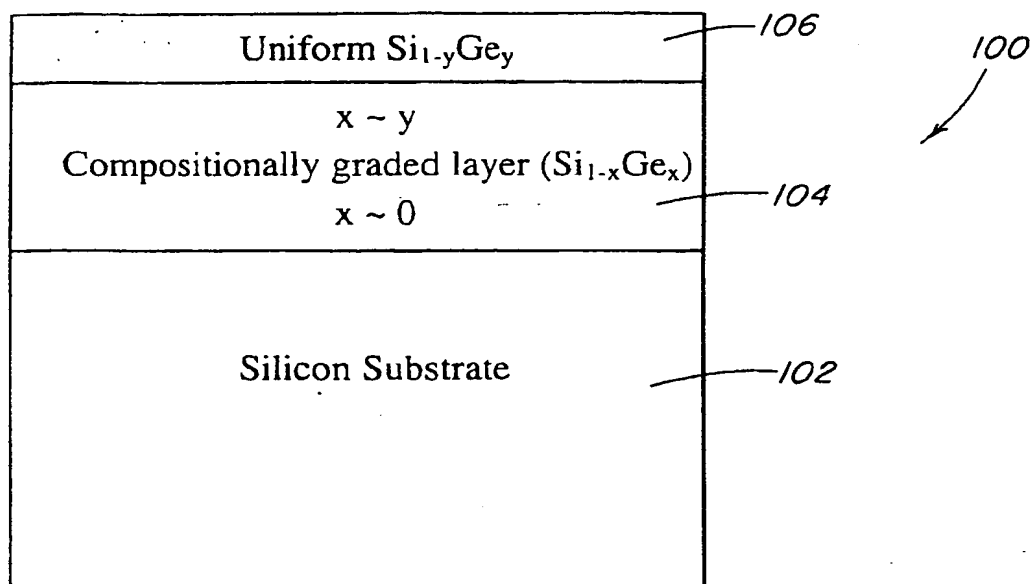 Uniform Si₁₋yGey
106
100
x ~ y
Compositionally graded layer (Si₁₋ₓGeₓ)
104
x ~ 0
Silicon Substrate
102